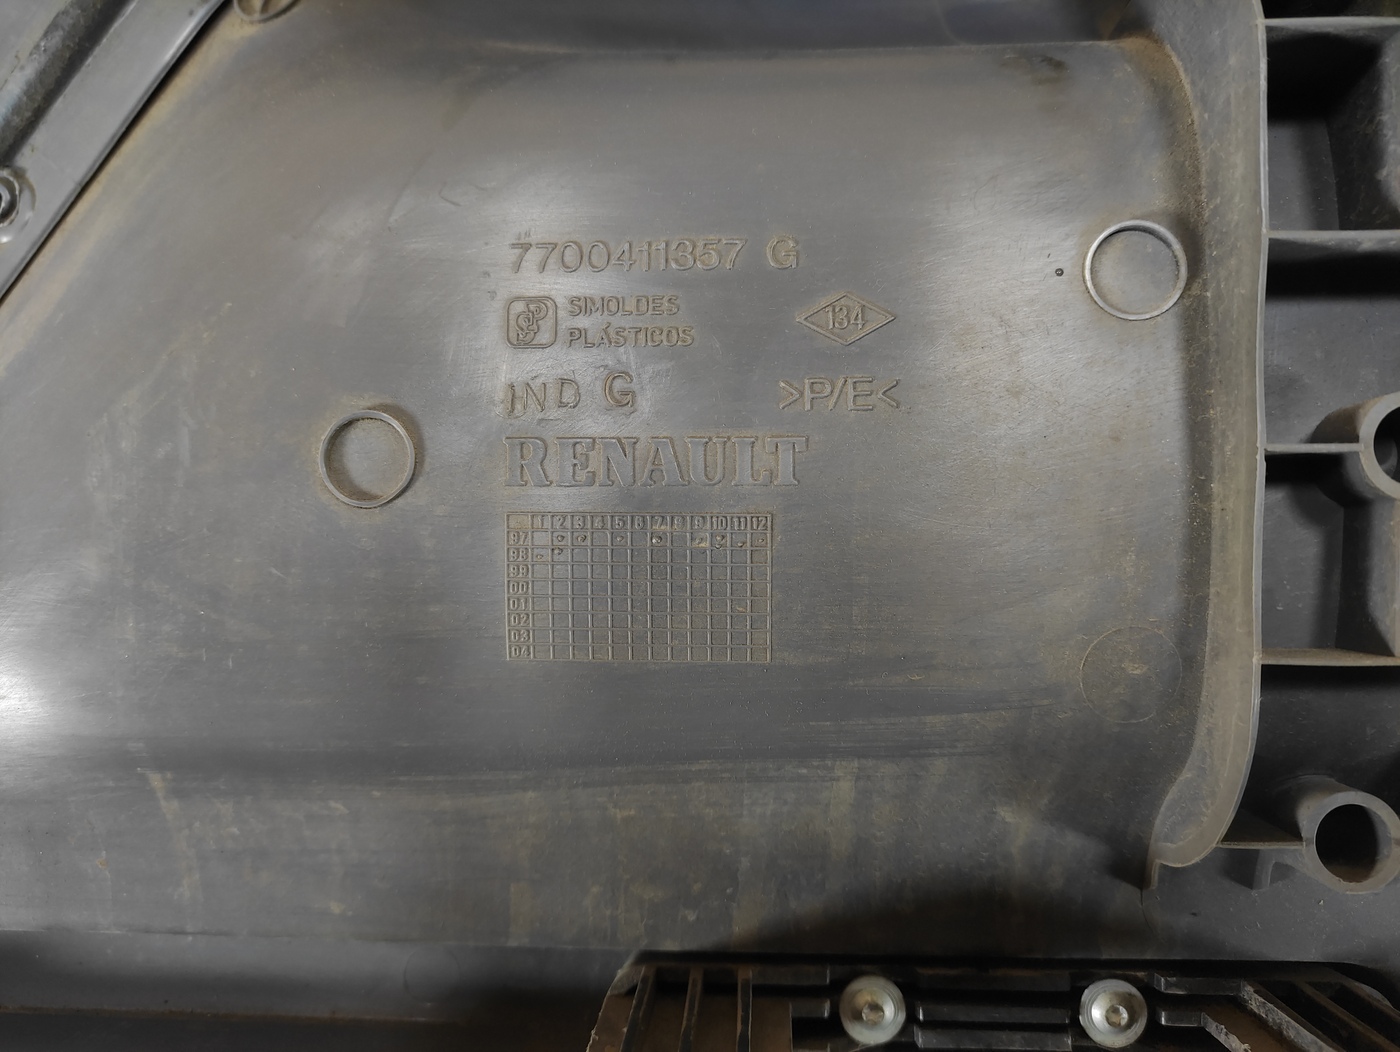 7700411357 G
SIMOLDES
PLÁSTICOS
134
IND G
>P/E<
RENAULT
1 2 3 4 5 6 7 8 9 10 11 12
97
98
99
00
01
02
03
04